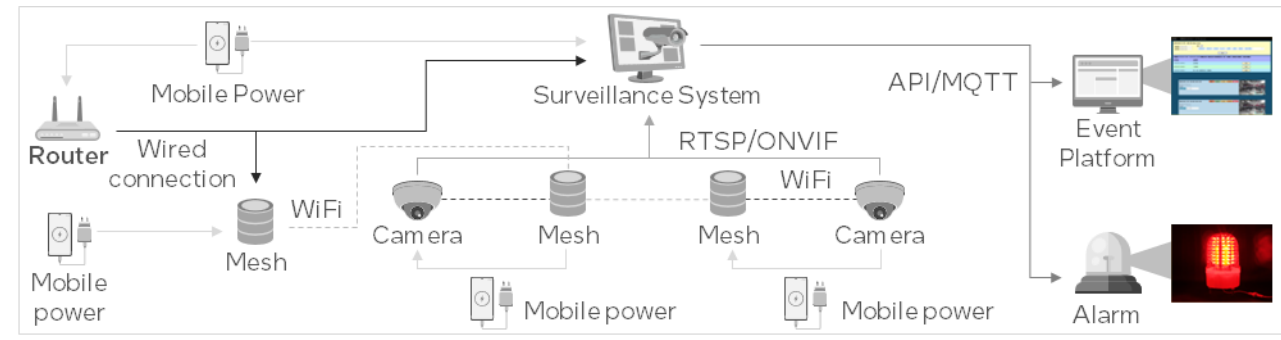 Mobile Power
Surveillance System
API/MQTT
Event
Platform
Router
Wired
connection
RTSP/ONVIF
WiFi
WiFi
Mesh
Camera
Mesh
Mesh
Camera
Mobile
power
Mobile power
Mobile power
Alarm